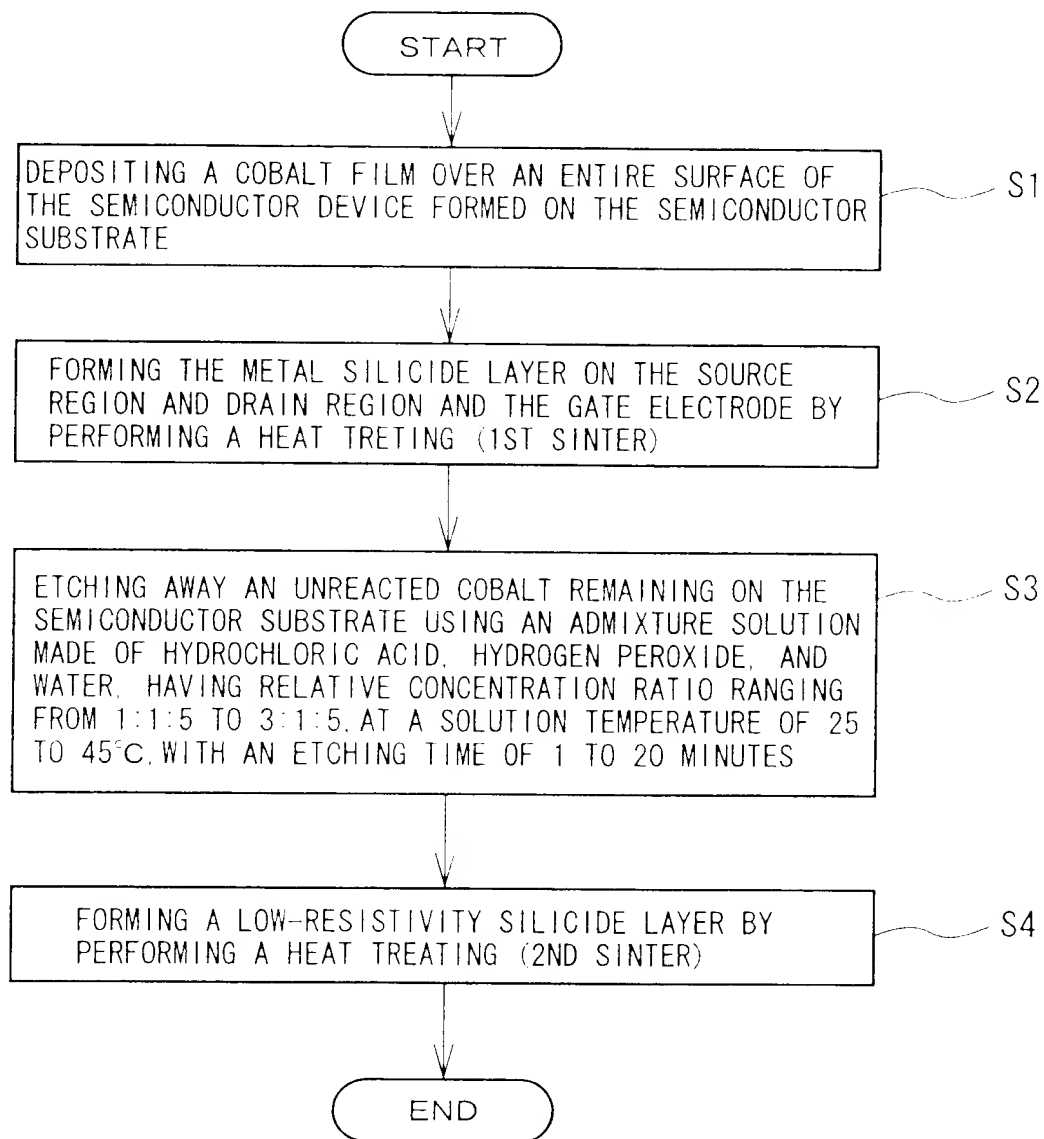 START
DEPOSITING A COBALT FILM OVER AN ENTIRE SURFACE OF
THE SEMICONDUCTOR DEVICE FORMED ON THE SEMICONDUCTOR
SUBSTRATE
S1
FORMING THE METAL SILICIDE LAYER ON THE SOURCE
REGION AND DRAIN REGION AND THE GATE ELECTRODE BY
PERFORMING A HEAT TRETING (1ST SINTER)
S2
ETCHING AWAY AN UNREACTED COBALT REMAINING ON THE
SEMICONDUCTOR SUBSTRATE USING AN ADMIXTURE SOLUTION
MADE OF HYDROCHLORIC ACID, HYDROGEN PEROXIDE, AND
WATER, HAVING RELATIVE CONCENTRATION RATIO RANGING
FROM 1:1:5 TO 3:1:5, AT A SOLUTION TEMPERATURE OF 25
TO 45°C, WITH AN ETCHING TIME OF 1 TO 20 MINUTES
S3
FORMING A LOW-RESISTIVITY SILICIDE LAYER BY
PERFORMING A HEAT TREATING (2ND SINTER)
S4
END